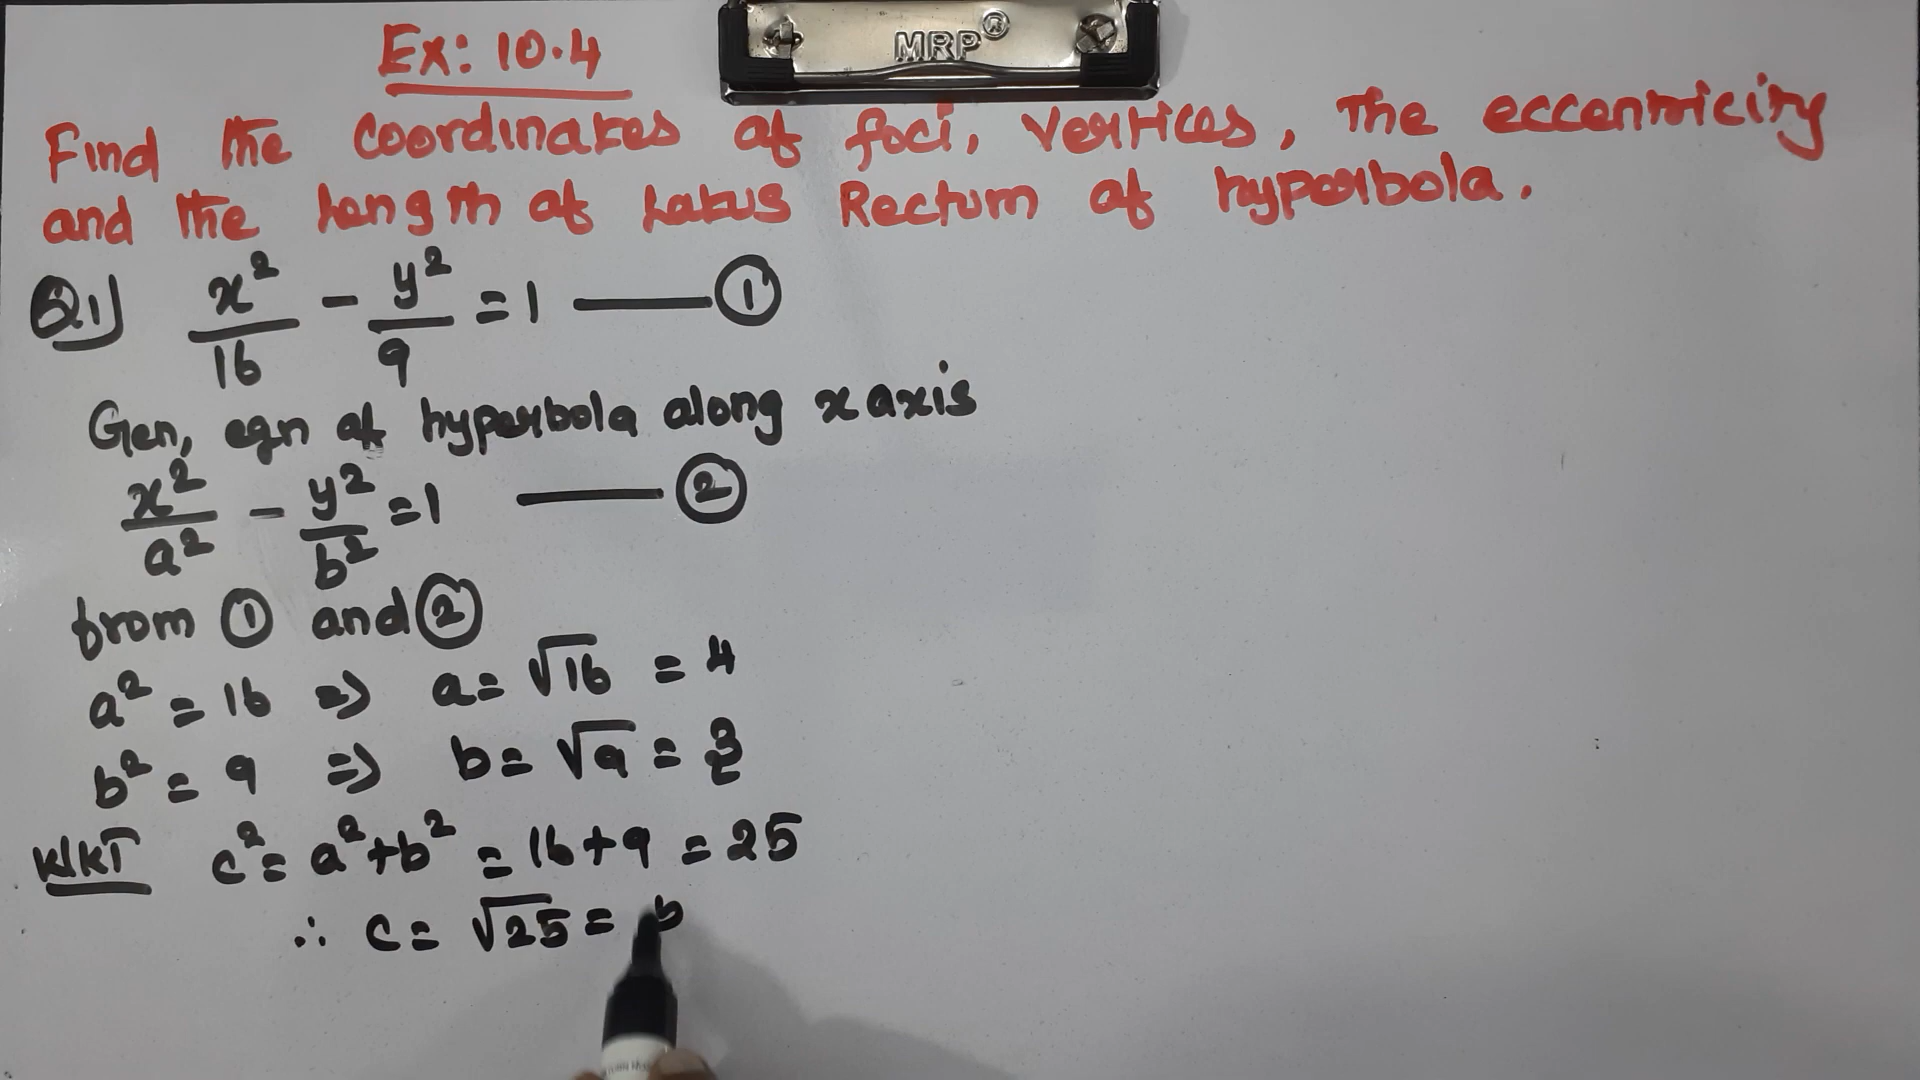 MRP®
Ex: 10.4
Find the coordinates of foci, Vertices, The eccentricity
and the Length of Latus Rectum of hyperbola.
Q1) x²/16 - y²/9 = 1 —— ①
Gen, eqn of hyperbola along x axis
x²/a² - y²/b² = 1 —— ②
from ① and ②
a² = 16 ⇒ a = √16 = 4
b² = 9 ⇒ b = √9 = 3
WKT c² = a² + b² = 16 + 9 = 25
∴ c = √25 =